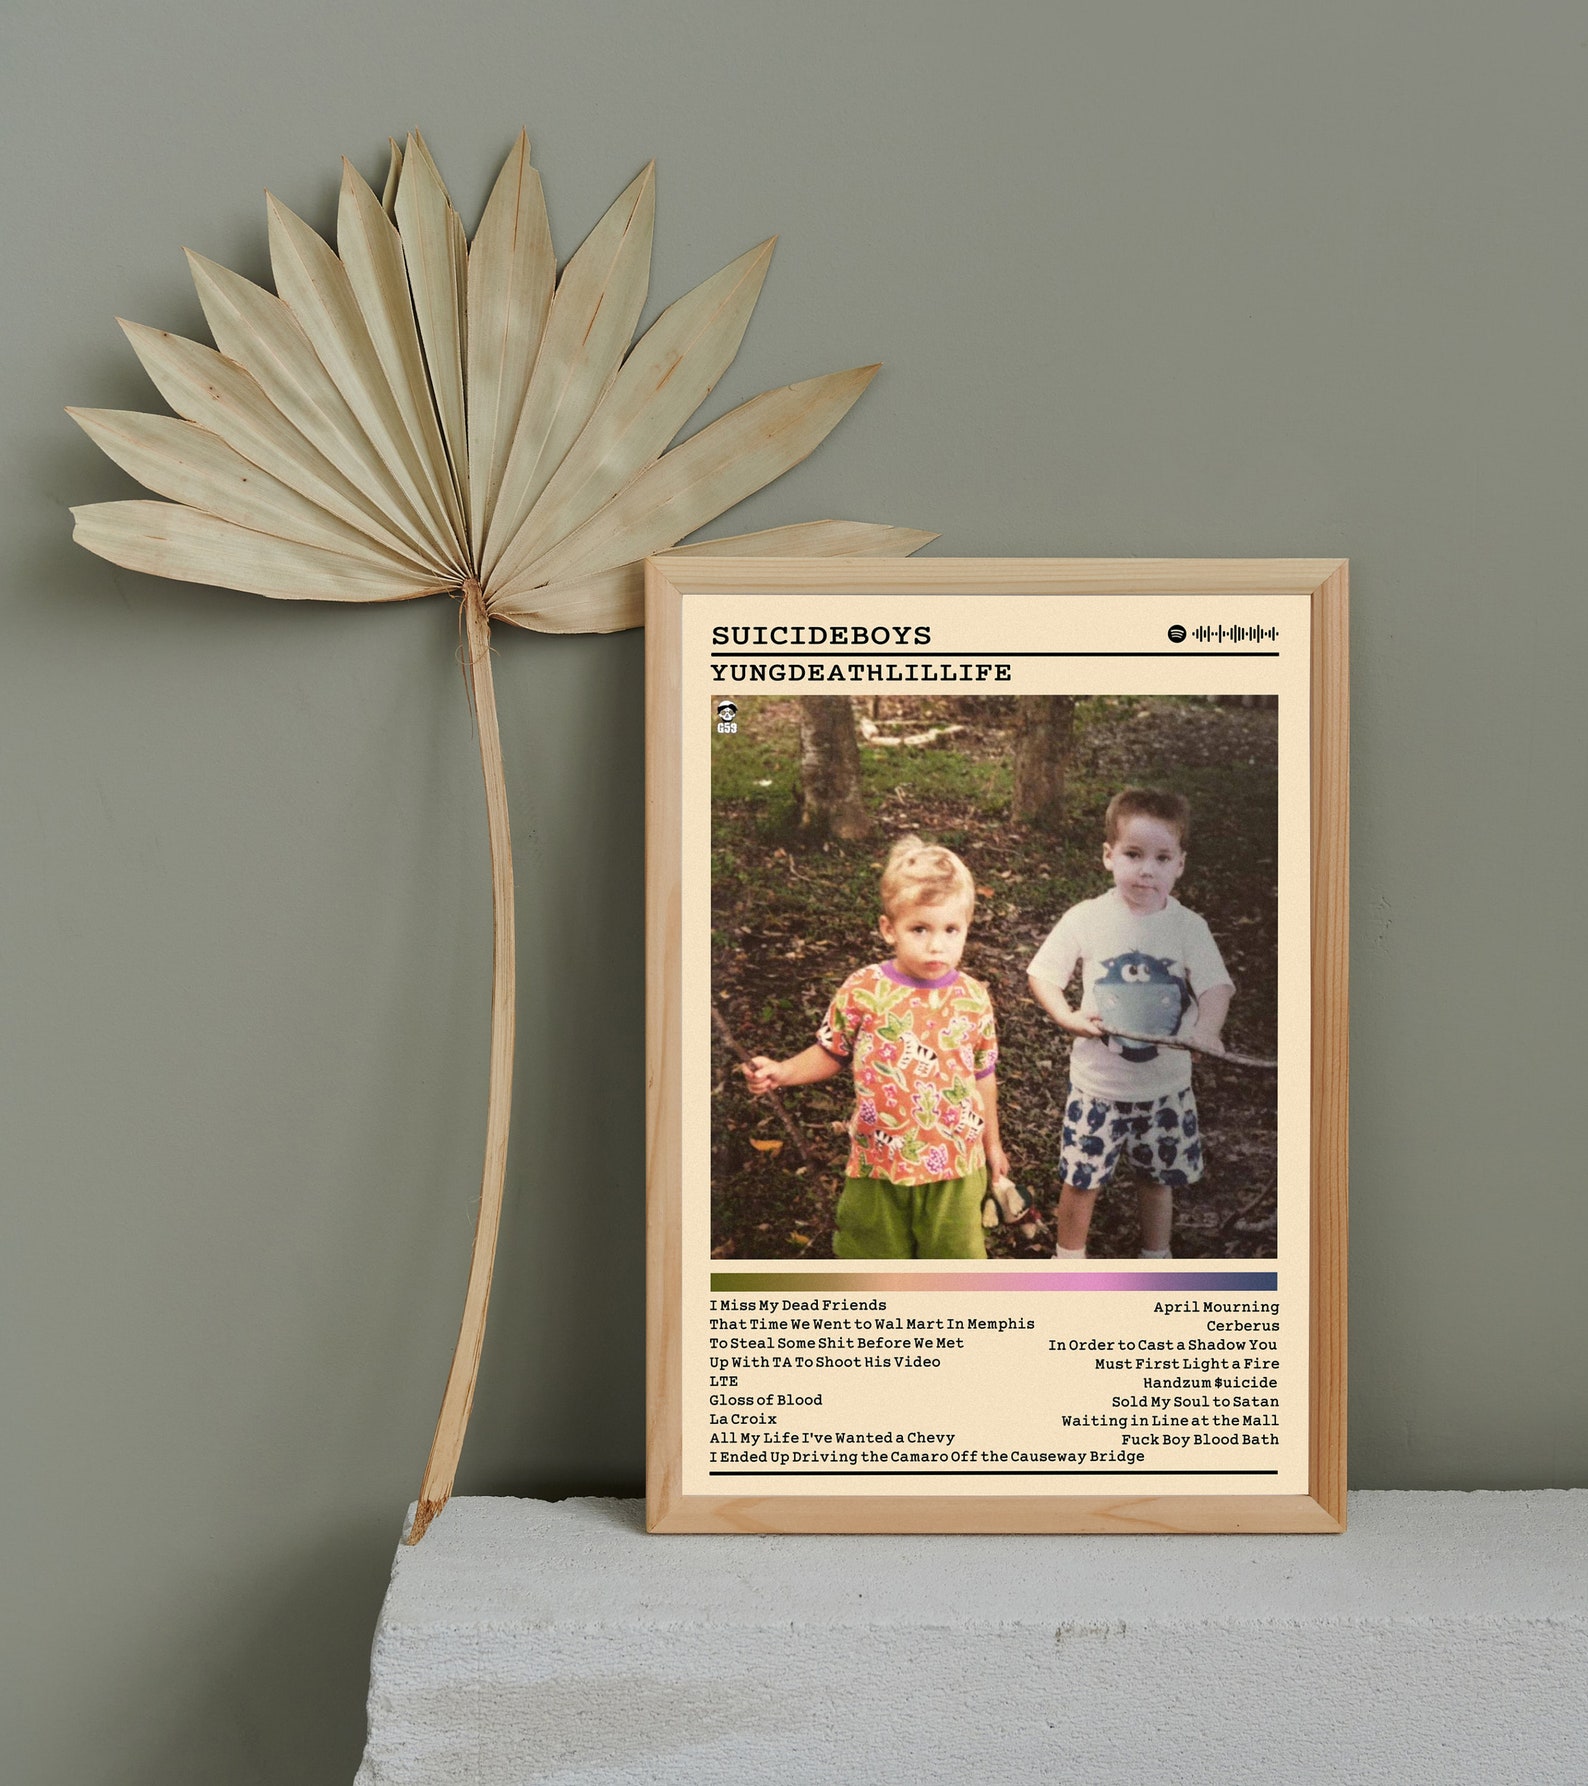 SUICIDEBOYS
YUNGDEATHLILLIFE
G59
I Miss My Dead Friends
That Time We Went to Wal Mart In Memphis
To Steal Some Shit Before We Met
Up With TA To Shoot His Video
LTE
Gloss of Blood
La Croix
All My Life I've Wanted a Chevy
I Ended Up Driving the Camaro Off the Causeway Bridge
April Mourning
Cerberus
In Order to Cast a Shadow You
Must First Light a Fire
Handzum $uicide
Sold My Soul to Satan
Waiting in Line at the Mall
Fuck Boy Blood Bath